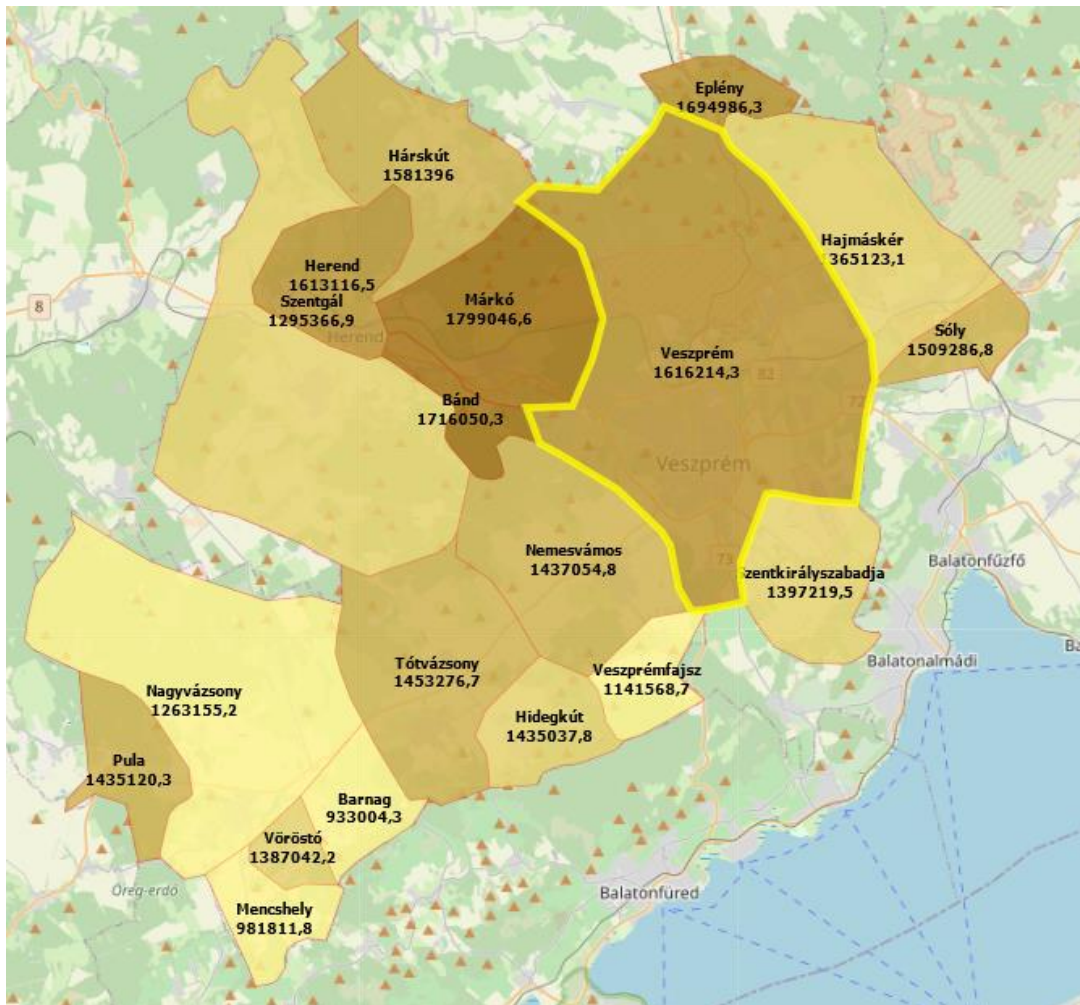 Eplény
1694986,3
Hárskút
1581396
Hajmáskér
1365123,1
Herend
1613116,5
Szentgál
1295366,9
Herend
8
Márkó
1799046,6
Veszprém
1616214,3
Sóly
1509286,8
82
72
Bánd
1716050,3
Veszprém
Nemesvámos
1437054,8
73
Szentkirályszabadja
1397219,5
Balatonfűzfő
Balatonalmádi
Tótvázsony
1453276,7
Veszprémfajsz
1141568,7
Nagyvázsony
1263155,2
Hidegkút
1435037,8
Pula
1435120,3
Barnag
933004,3
Vöröstó
1387042,2
Öreg-erdő
Balatonfüred
Mencshely
981811,8